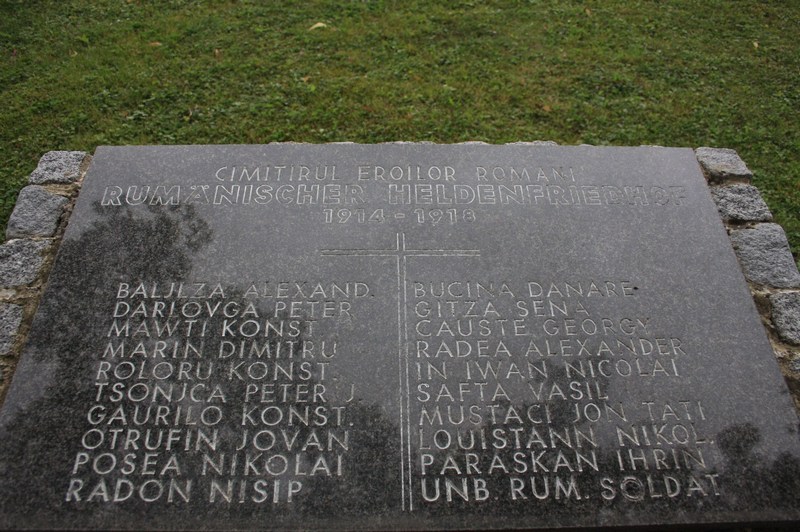 CIMITIRUL EROILOR ROMANI
RUMÄNISCHER HELDENFRIEDHOF
1914 - 1918
BALJLZA ALEXAND.
DARIOVGA PETER
MAWTI KONST.
MARIN DIMITRU
ROLORU KONST.
TSONJCA PETER J.
GAURILO KONST.
OTRUFIN JOVAN
POSEA NIKOLAI
RADON NISIP
BUCINA DANARE
GITZA SENA
CAUSTE GEORGY
RADEA ALEXANDER
IN IWAN NICOLAI
SAFTA VASIL
MUSTACI JON TATI
LOUISTANN NIKOL.
PARASKAN IHRIN
UNB. RUM. SOLDAT